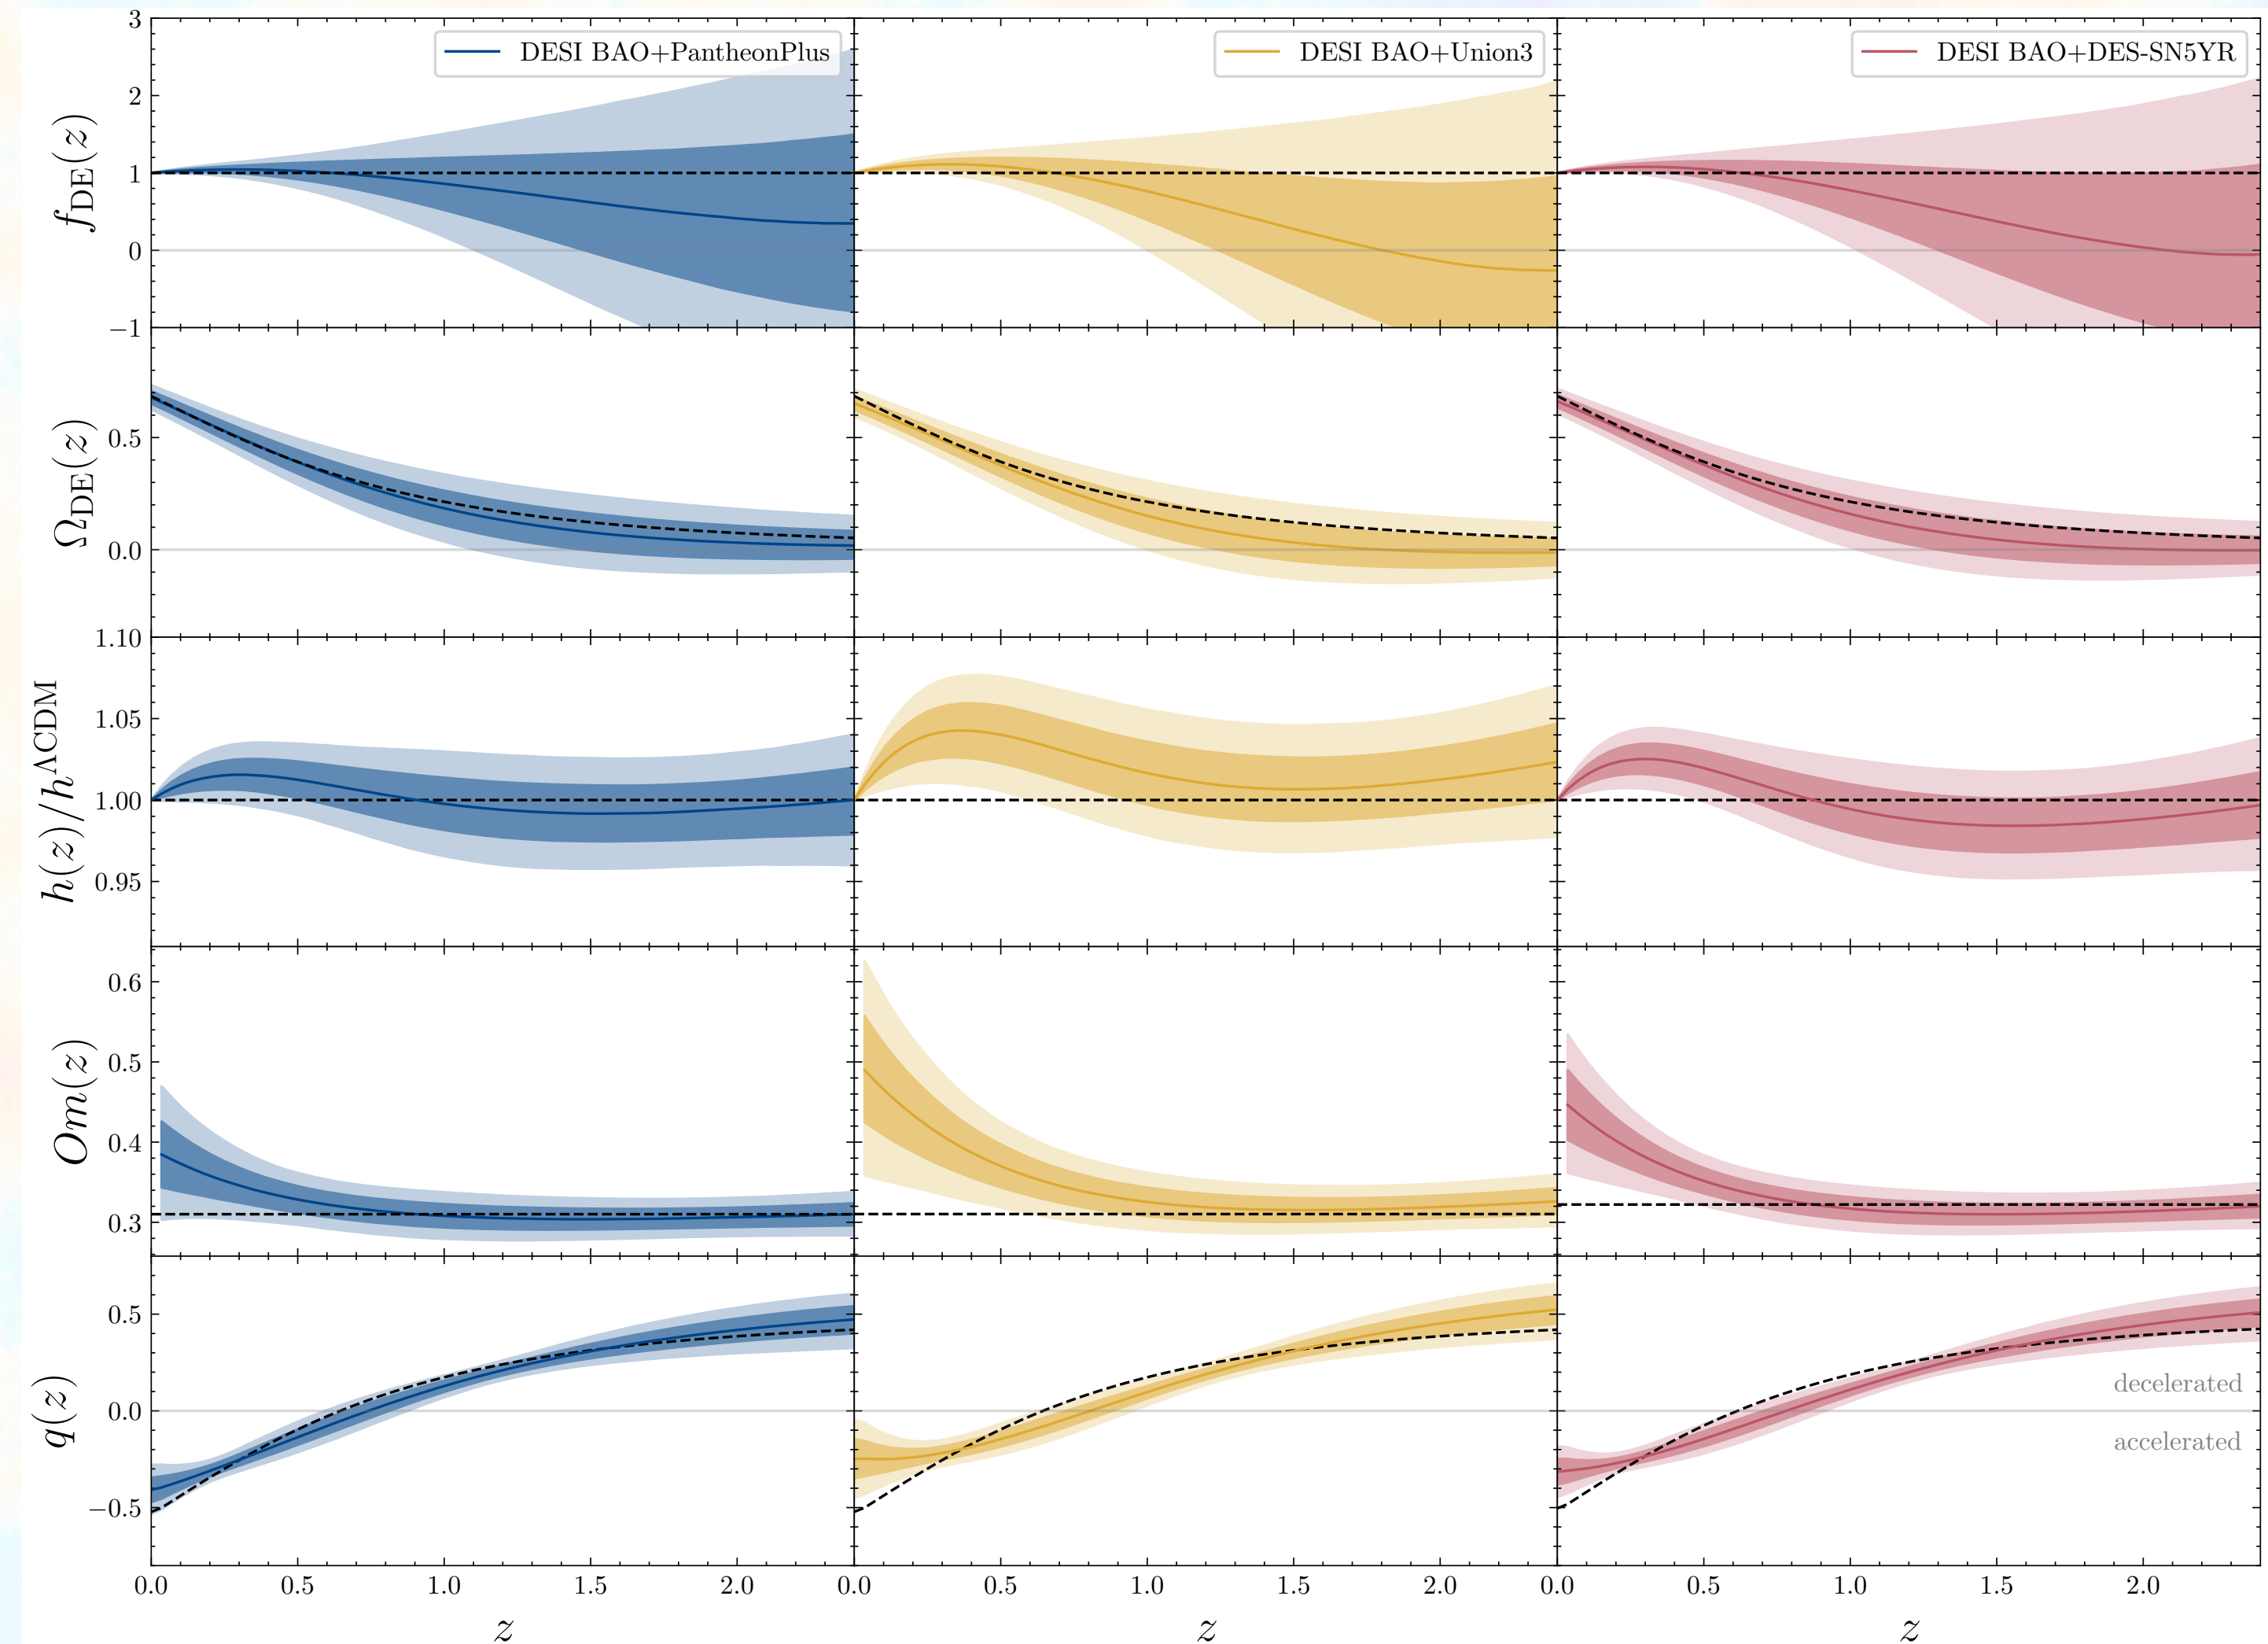 DESI BAO+PantheonPlus
DESI BAO+Union3
DESI BAO+DES-SN5YR
f_DE(z)
3
2
1
0
−1
Ω_DE(z)
0.5
0.0
h(z)/h^ΛCDM
1.10
1.05
1.00
0.95
Om(z)
0.6
0.5
0.4
0.3
q(z)
0.5
0.0
−0.5
decelerated
accelerated
0.0 0.5 1.0 1.5 2.0 0.0 0.5 1.0 1.5 2.0 0.0 0.5 1.0 1.5 2.0
z z z